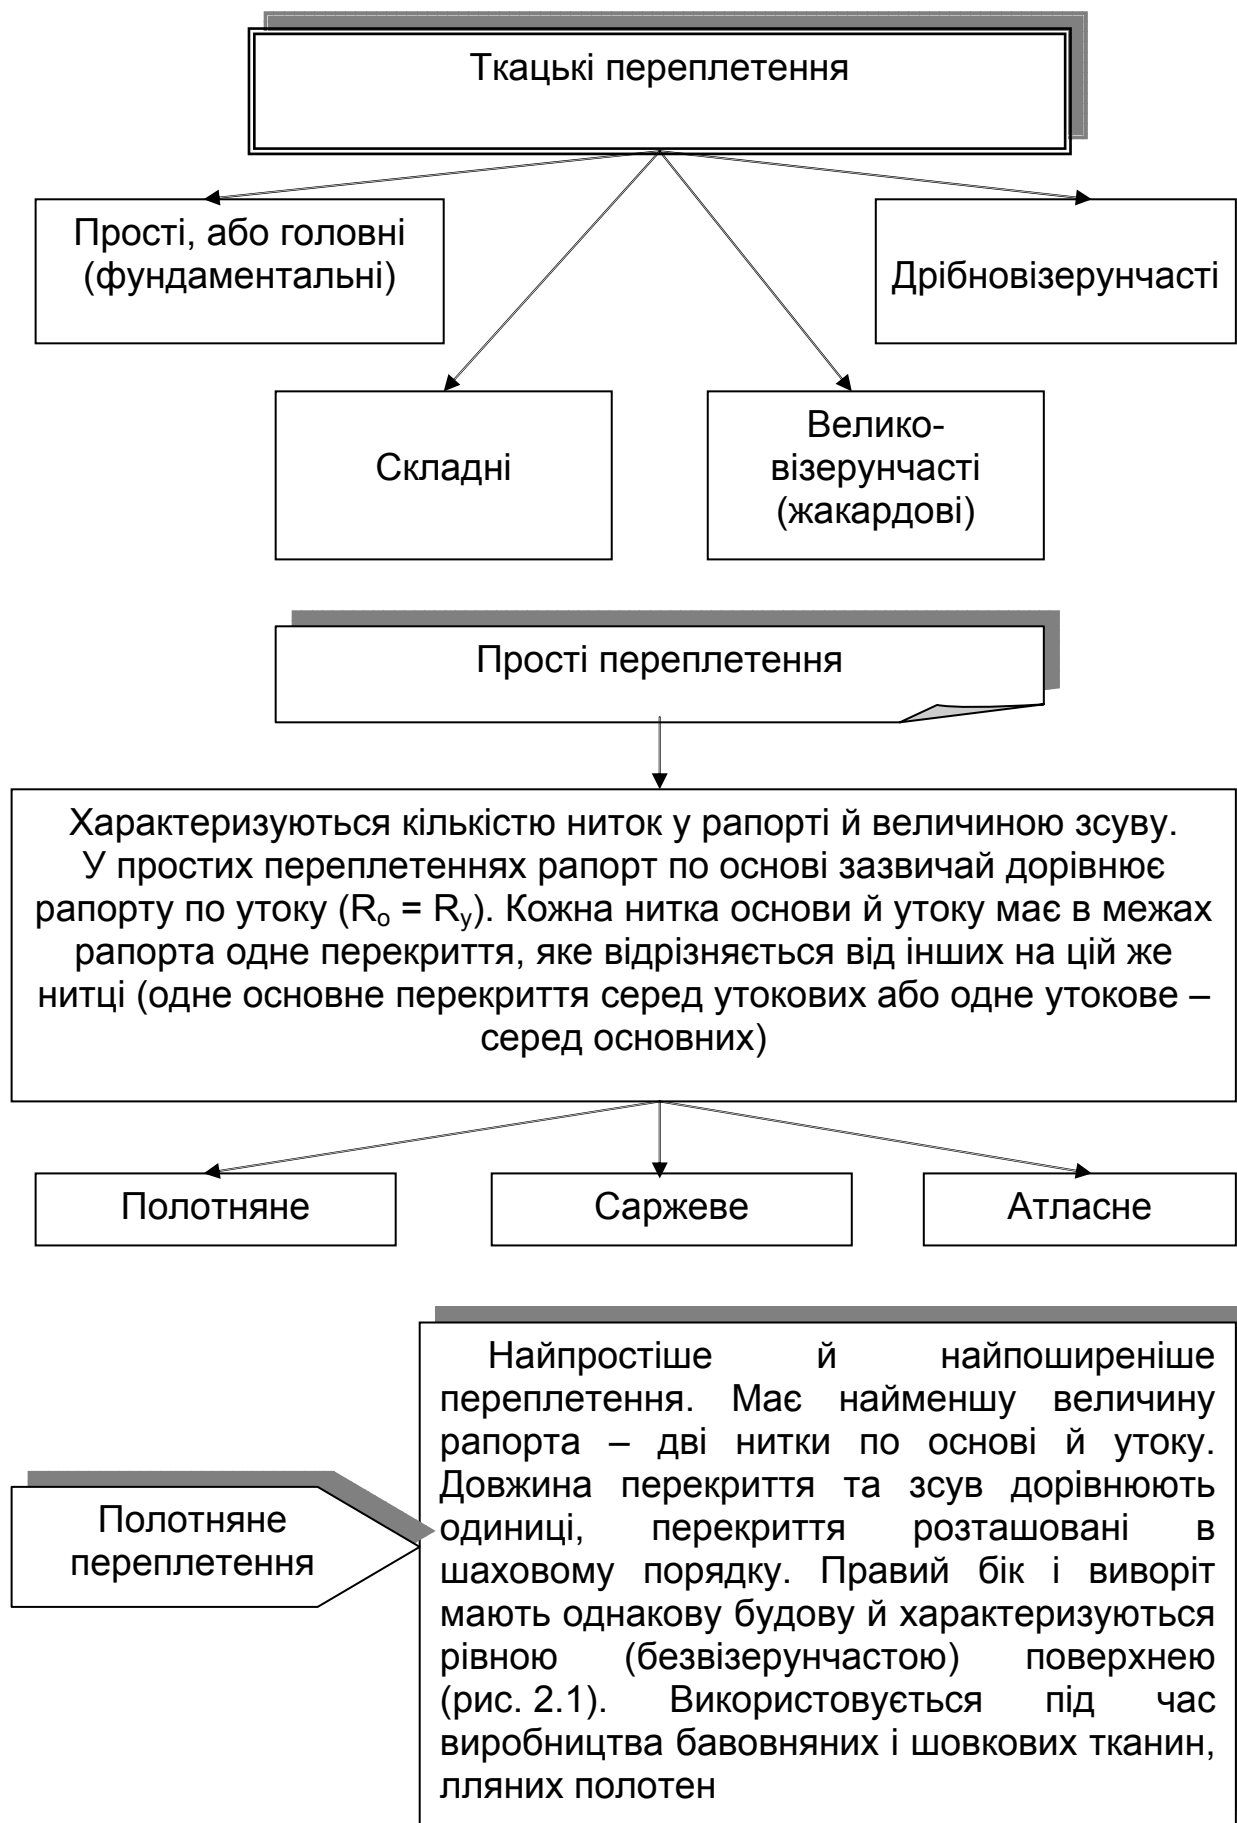 Ткацькі переплетення
Прості, або головні
(фундаментальні)
Дрібновізерунчасті
Складні
Велико-
візерунчасті
(жакардові)
Прості переплетення
Характеризуються кількістю ниток у рапорті й величиною зсуву.
У простих переплетеннях рапорт по основі зазвичай дорівнює
рапорту по утоку (Rо = Rу). Кожна нитка основи й утоку має в межах
рапорта одне перекриття, яке відрізняється від інших на цій же
нитці (одне основне перекриття серед утокових або одне утокове –
серед основних)
Полотняне
Саржеве
Атласне
Полотняне
переплетення
Найпростіше й найпоширеніше
переплетення. Має найменшу величину
рапорта – дві нитки по основі й утоку.
Довжина перекриття та зсув дорівнюють
одиниці, перекриття розташовані в
шаховому порядку. Правий бік і виворіт
мають однакову будову й характеризуються
рівною (безвізерунчастою) поверхнею
(рис. 2.1). Використовується під час
виробництва бавовняних і шовкових тканин,
лляних полотен